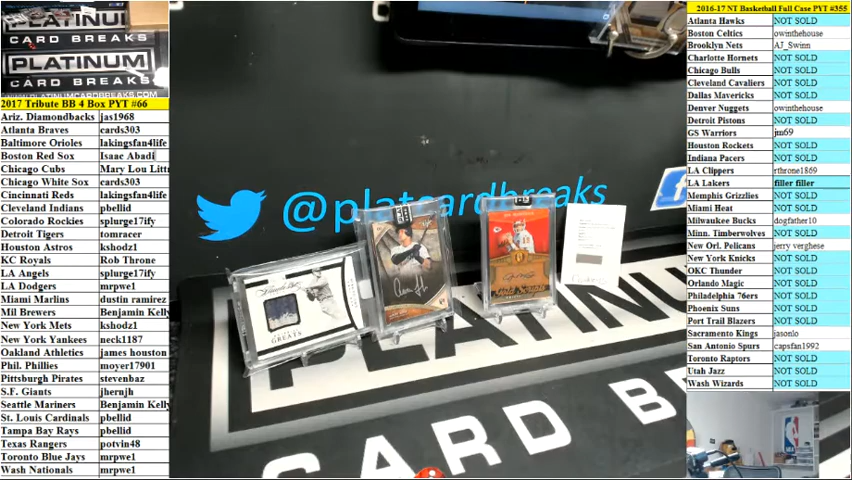 PLATINUM
CARD BREAKS
PLATINUM
CARD BREAKS
WWW.PLATINUMCARDBREAKS.COM
2017 Tribute BB 4 Box PYT #66
Ariz. Diamondbacks jas1968
Atlanta Braves cards303
Baltimore Orioles lakingsfan4life
Boston Red Sox Isaac Abadi
Chicago Cubs Mary Lou Litt
Chicago White Sox cards303
Cincinnati Reds lakingsfan4life
Cleveland Indians pbellid
Colorado Rockies splurge17ify
Detroit Tigers tomracer
Houston Astros kshodz1
KC Royals Rob Throne
LA Angels splurge17ify
LA Dodgers mrpwe1
Miami Marlins dustin ramirez
Mil Brewers Benjamin Kelly
New York Mets kshodz1
New York Yankees neck1187
Oakland Athletics james houston
Phil. Phillies moyer17901
Pittsburgh Pirates stevenbaz
S.F. Giants jhernjh
Seattle Mariners Benjamin Kelly
St. Louis Cardinals pbellid
Tampa Bay Rays pbellid
Texas Rangers potvin48
Toronto Blue Jays mrpwe1
Wash Nationals mrpwe1
@platcardbreaks
GREATS
PLATINUM
CARD BR
2016-17 NT Basketball Full Case PYT #355
Atlanta Hawks NOT SOLD
Boston Celtics owinthehouse
Brooklyn Nets AJ_Swinn
Charlotte Hornets NOT SOLD
Chicago Bulls NOT SOLD
Cleveland Cavaliers NOT SOLD
Dallas Mavericks NOT SOLD
Denver Nuggets owinthehouse
Detroit Pistons NOT SOLD
GS Warriors jm69
Houston Rockets NOT SOLD
Indiana Pacers NOT SOLD
LA Clippers rthrone1869
LA Lakers filler filler
Memphis Grizzlies NOT SOLD
Miami Heat NOT SOLD
Milwaukee Bucks dogfather10
Minn. Timberwolves NOT SOLD
New Orl. Pelicans jerry verghese
New York Knicks NOT SOLD
OKC Thunder NOT SOLD
Orlando Magic NOT SOLD
Philadelphia 76ers NOT SOLD
Phoenix Suns NOT SOLD
Port Trail Blazers NOT SOLD
Sacramento Kings jasonlo
San Antonio Spurs capsfan1992
Toronto Raptors NOT SOLD
Utah Jazz NOT SOLD
Wash Wizards NOT SOLD